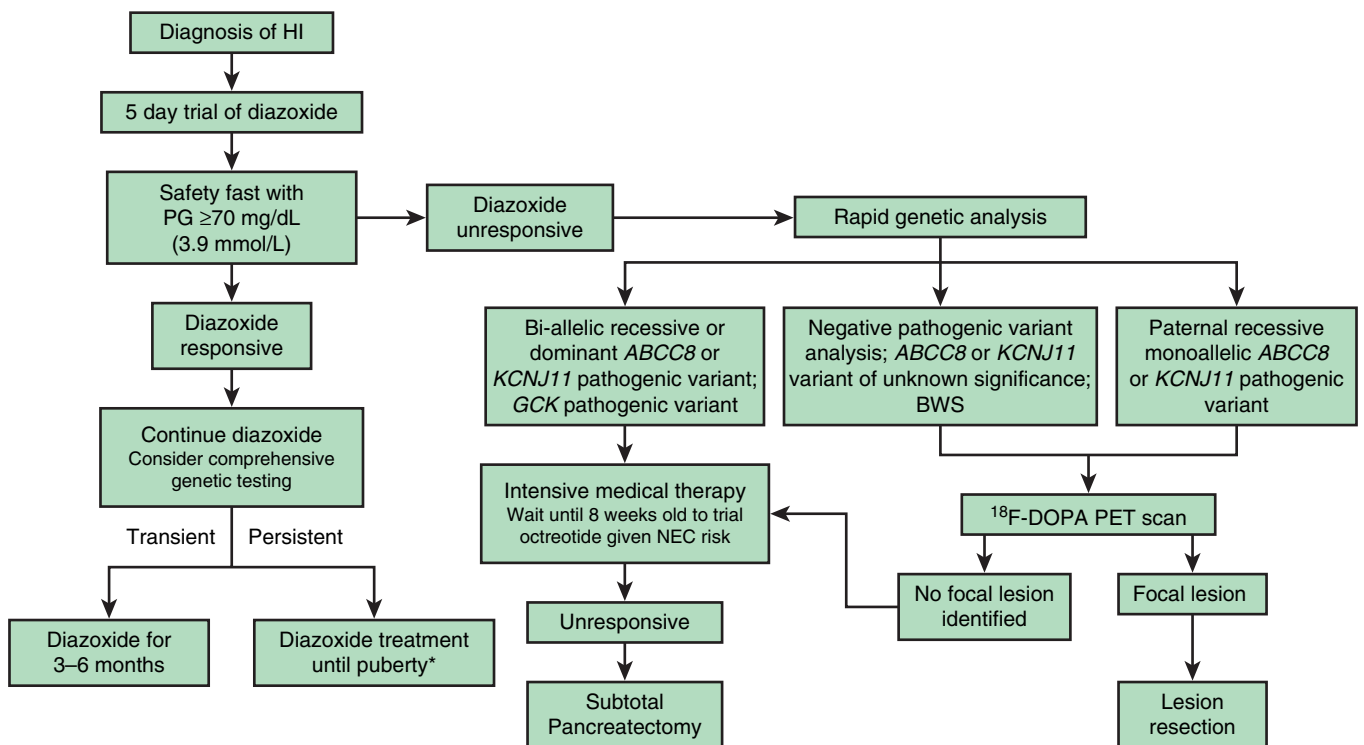 Diagnosis of HI
5 day trial of diazoxide
Safety fast with
PG ≥70 mg/dL
(3.9 mmol/L)
Diazoxide
unresponsive
Rapid genetic analysis
Diazoxide
responsive
Continue diazoxide
Consider comprehensive
genetic testing
Transient
Persistent
Diazoxide for
3–6 months
Diazoxide treatment
until puberty*
Bi-allelic recessive or
dominant ABCC8 or
KCNJ11 pathogenic variant;
GCK pathogenic variant
Negative pathogenic variant
analysis; ABCC8 or KCNJ11
variant of unknown significance;
BWS
Paternal recessive
monoallelic ABCC8
or KCNJ11 pathogenic
variant
Intensive medical therapy
Wait until 8 weeks old to trial
octreotide given NEC risk
18F-DOPA PET scan
No focal lesion
identified
Focal lesion
Unresponsive
Subtotal
Pancreatectomy
Lesion
resection